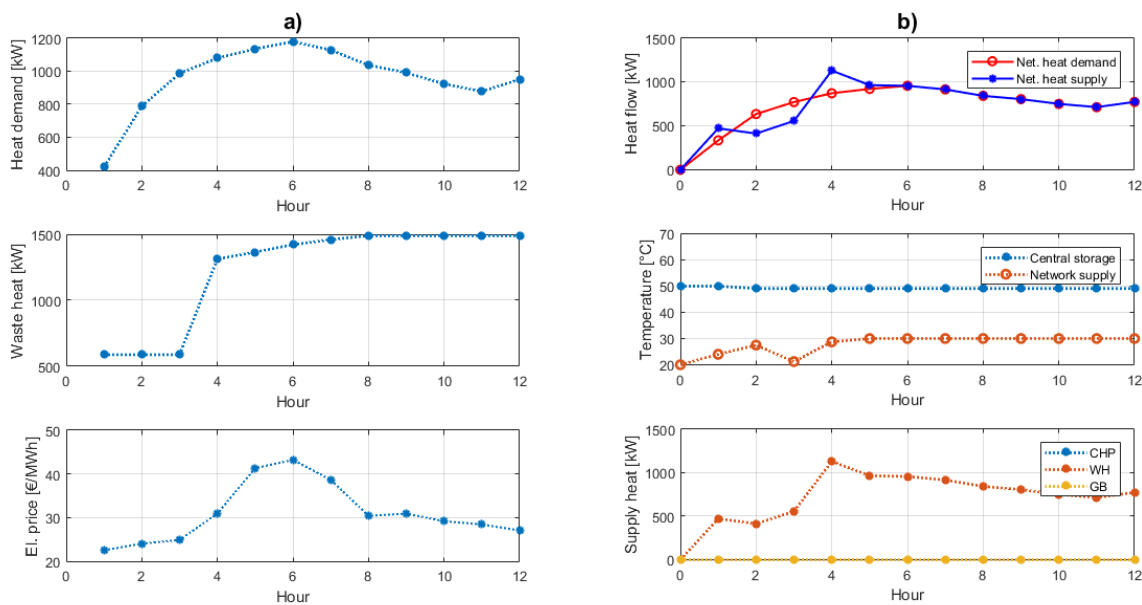 a)
1200
1000
800
600
400
Heat demand [kW]
0 2 4 6 8 10 12
Hour
1500
1000
500
Waste heat [kW]
0 2 4 6 8 10 12
Hour
50
40
30
20
El. price [€/MWh]
0 2 4 6 8 10 12
Hour
b)
1500
1000
500
0
Heat flow [kW]
Net. heat demand
Net. heat supply
0 2 4 6 8 10 12
Hour
70
60
50
40
30
20
Temperature [°C]
Central storage
Network supply
0 2 4 6 8 10 12
Hour
1500
1000
500
0
Supply heat [kW]
CHP
WH
GB
0 2 4 6 8 10 12
Hour